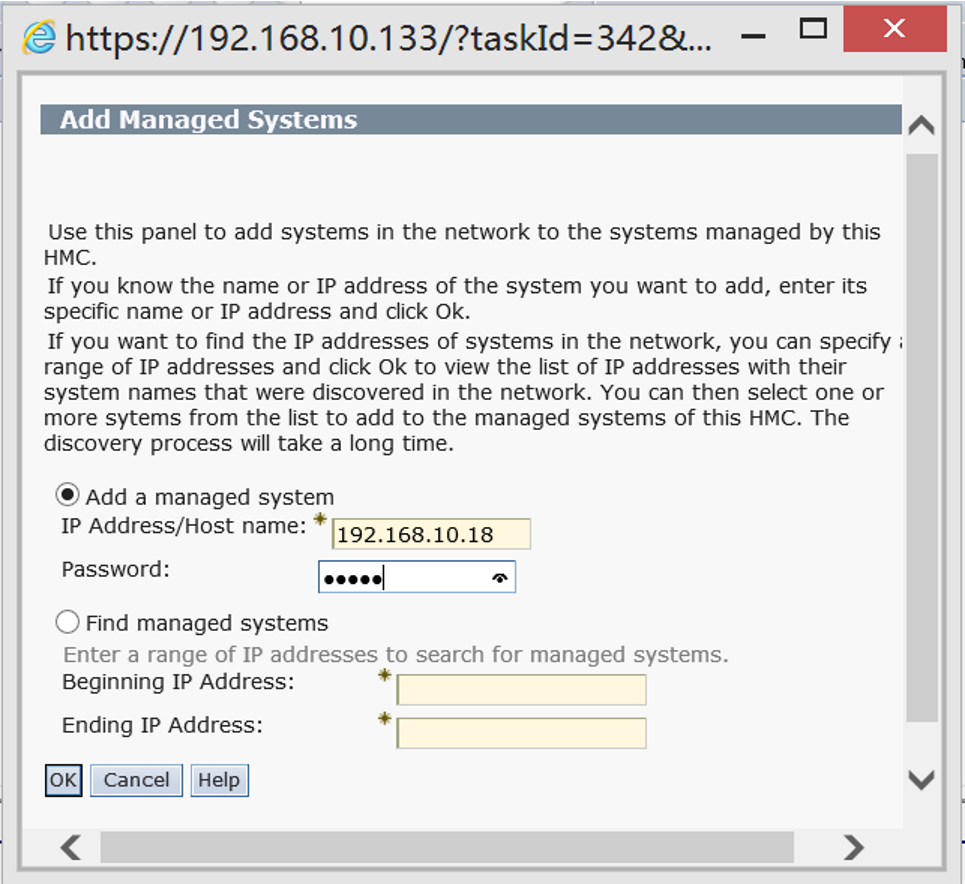 https://192.168.10.133/?taskId=342&...
Add Managed Systems
Use this panel to add systems in the network to the systems managed by this
HMC.
If you know the name or IP address of the system you want to add, enter its
specific name or IP address and click Ok.
If you want to find the IP addresses of systems in the network, you can specify
range of IP addresses and click Ok to view the list of IP addresses with their
system names that were discovered in the network. You can then select one or
more sytems from the list to add to the managed systems of this HMC. The
discovery process will take a long time.
Add a managed system
IP Address/Host name: * 192.168.10.18
Password: •••••
Find managed systems
Enter a range of IP addresses to search for managed systems.
Beginning IP Address: *
Ending IP Address: *
OK Cancel Help